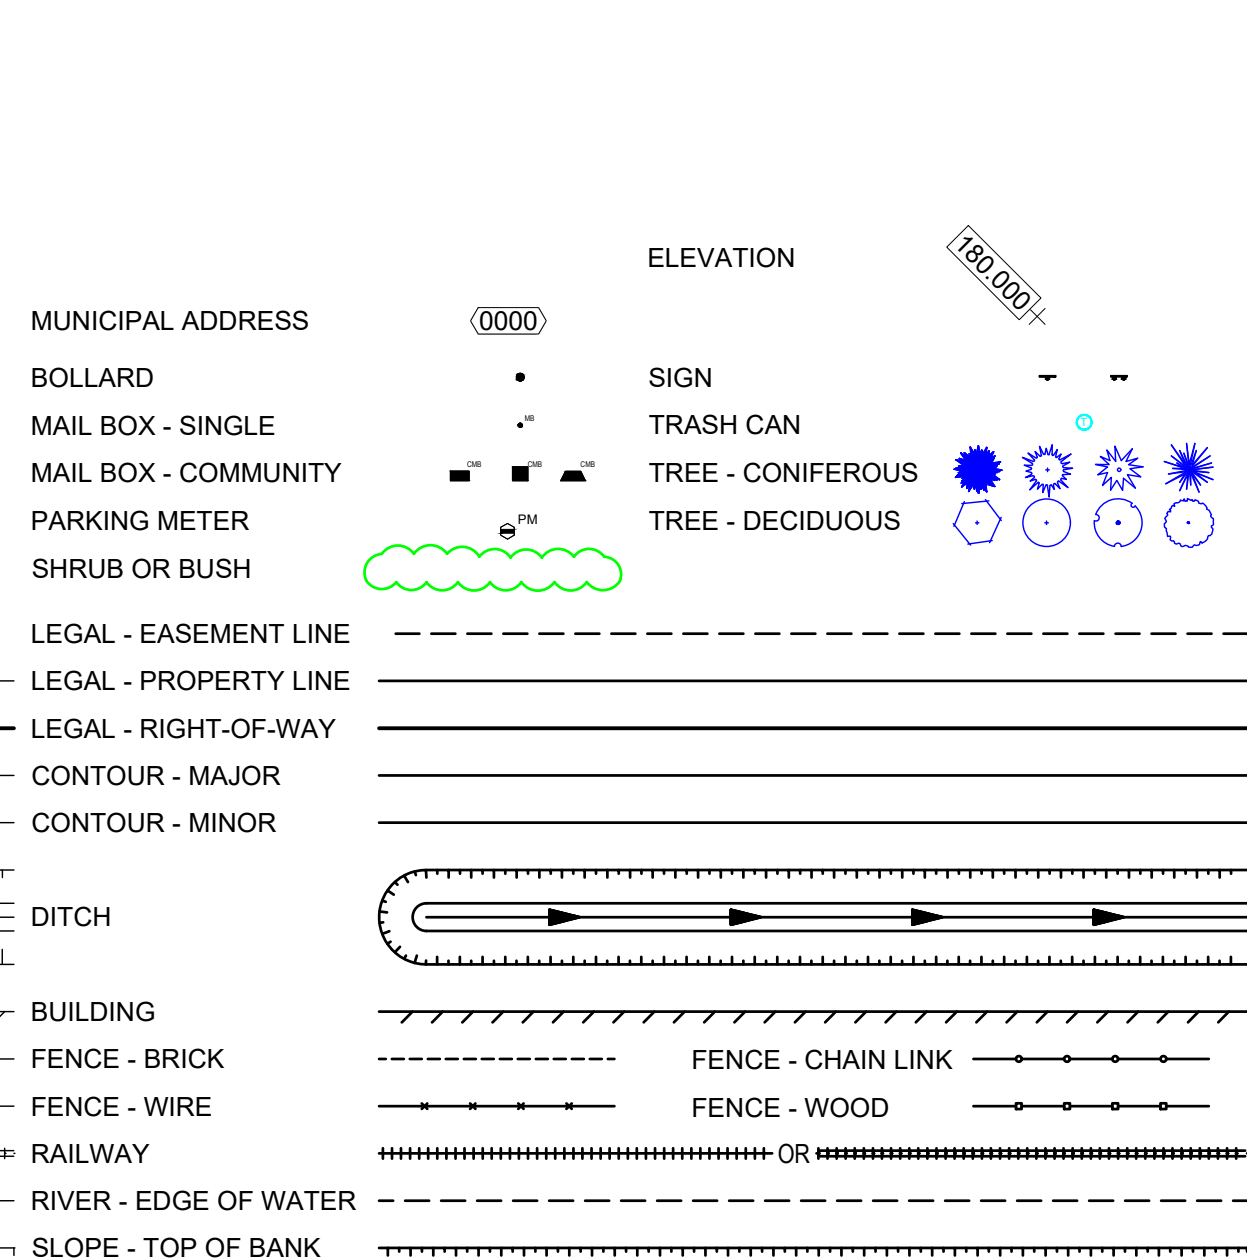 ELEVATION 180.000
MUNICIPAL ADDRESS 0000
BOLLARD SIGN
MAIL BOX - SINGLE MB TRASH CAN T
MAIL BOX - COMMUNITY CMB CMB CMB TREE - CONIFEROUS
PARKING METER PM TREE - DECIDUOUS
SHRUB OR BUSH
LEGAL - EASEMENT LINE
LEGAL - PROPERTY LINE
LEGAL - RIGHT-OF-WAY
CONTOUR - MAJOR
CONTOUR - MINOR
DITCH
BUILDING
FENCE - BRICK FENCE - CHAIN LINK
FENCE - WIRE FENCE - WOOD
RAILWAY OR
RIVER - EDGE OF WATER
SLOPE - TOP OF BANK